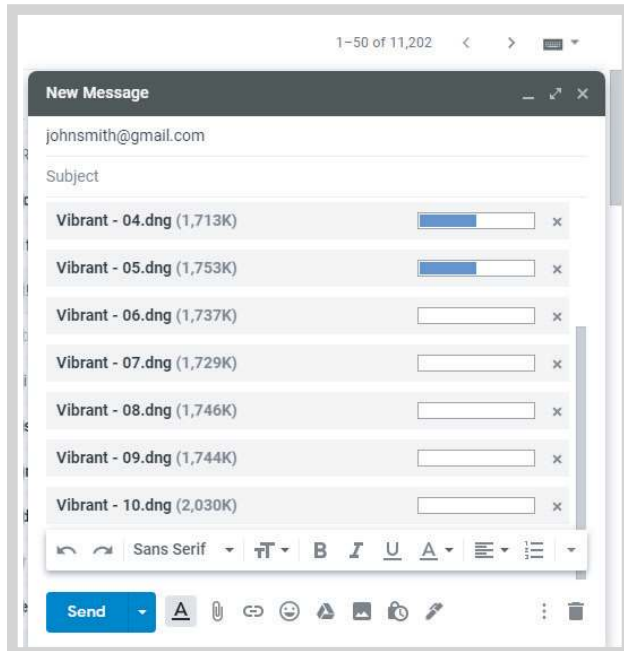 1–50 of 11,202
New Message
johnsmith@gmail.com
Subject
Vibrant - 04.dng (1,713K)
Vibrant - 05.dng (1,753K)
Vibrant - 06.dng (1,737K)
Vibrant - 07.dng (1,729K)
Vibrant - 08.dng (1,746K)
Vibrant - 09.dng (1,744K)
Vibrant - 10.dng (2,030K)
Sans Serif B I U A
Send A